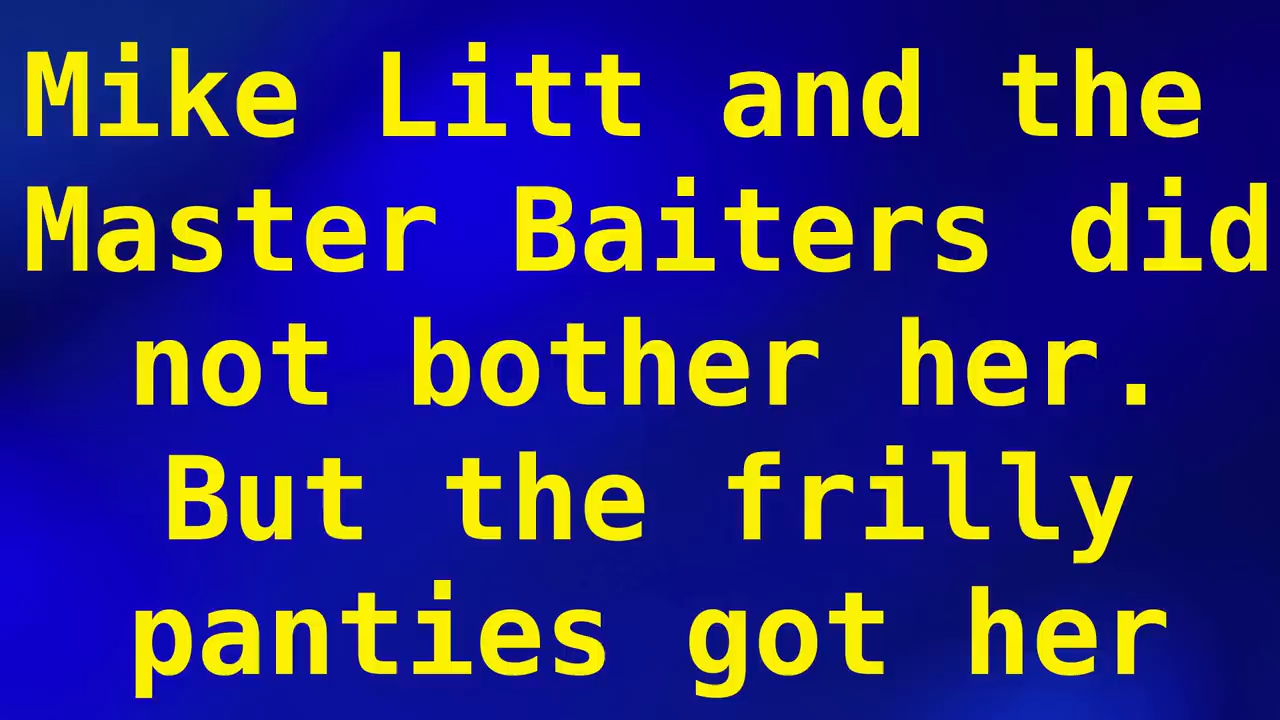 Mike Litt and the
Master Baiters did
not bother her.
But the frilly
panties got her